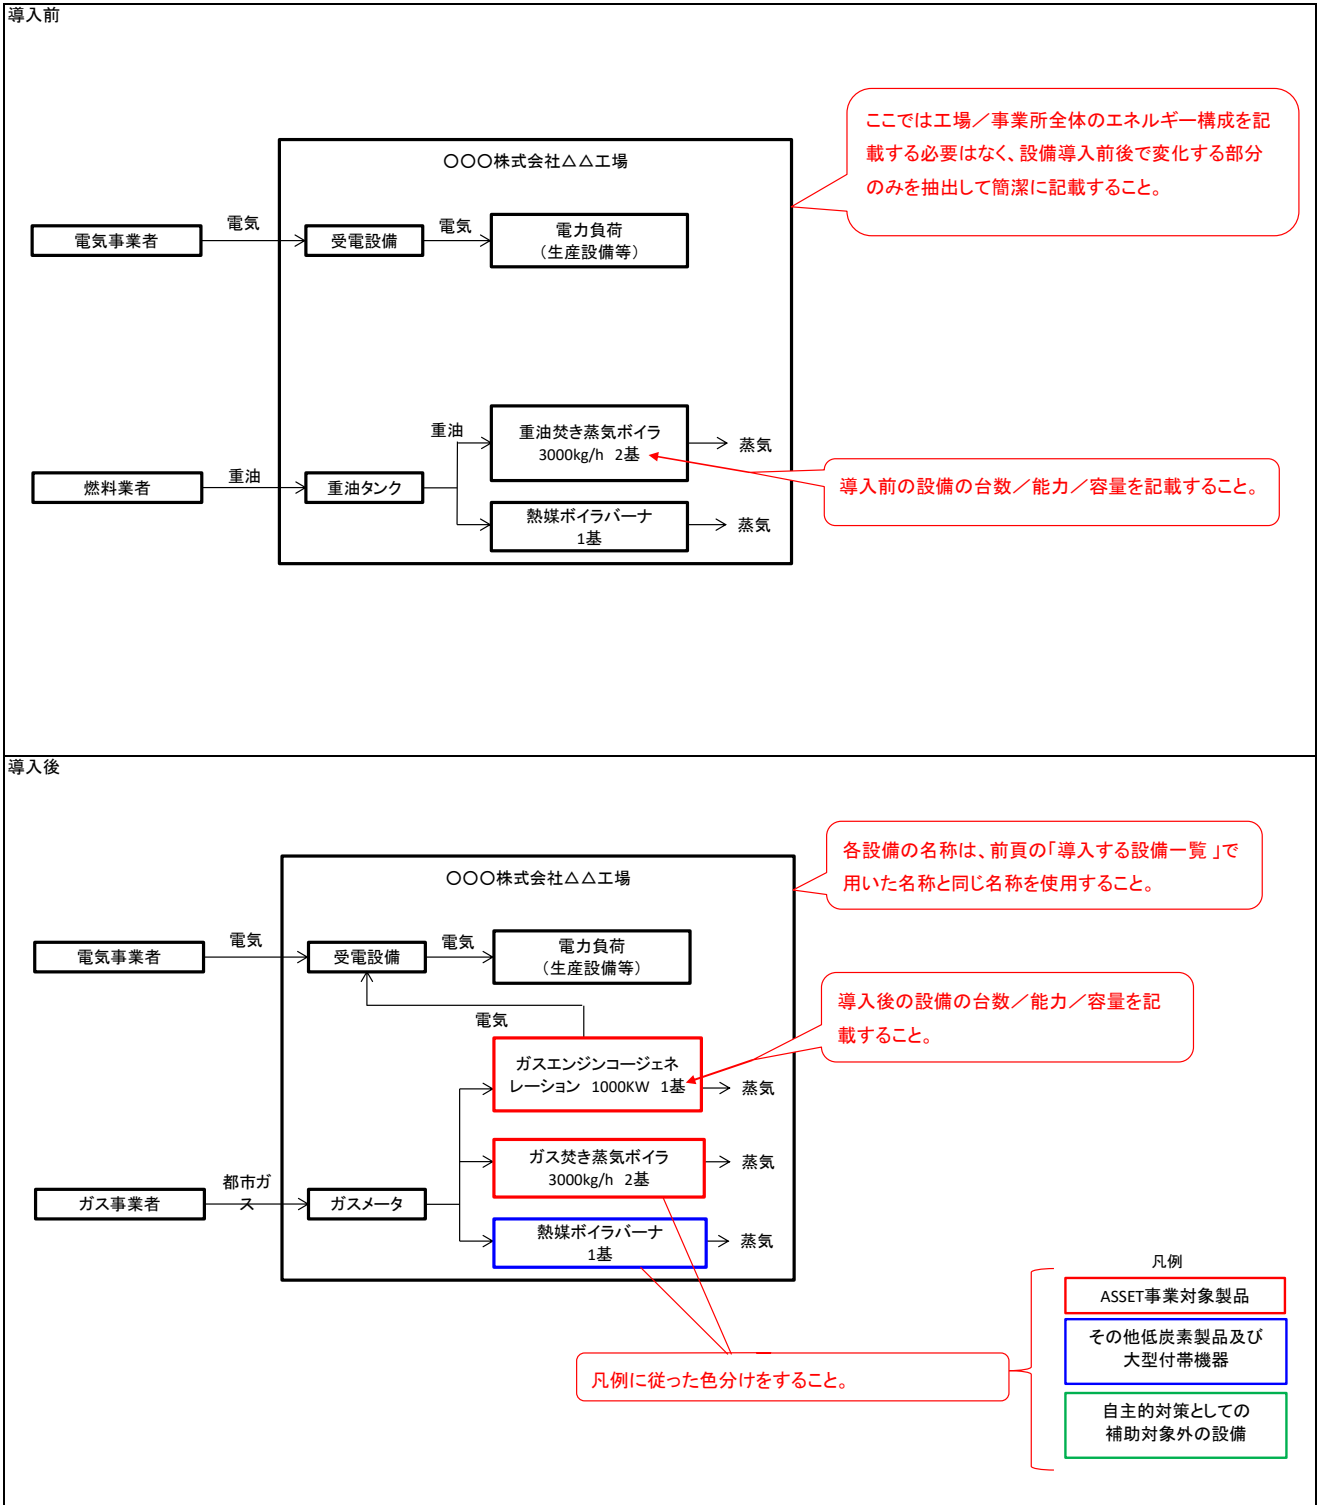 導入前
ここでは工場／事業所全体のエネルギー構成を記
載する必要はなく、設備導入前後で変化する部分
のみを抽出して簡潔に記載すること。
〇〇〇株式会社△△工場
電気事業者
電気
受電設備
電気
電力負荷
（生産設備等）
燃料業者
重油
重油タンク
重油
重油焚き蒸気ボイラ
3000kg/h 2基
蒸気
導入前の設備の台数／能力／容量を記載すること。
熱媒ボイラバーナ
1基
蒸気
導入後
各設備の名称は、前頁の「導入する設備一覧 」で
用いた名称と同じ名称を使用すること。
〇〇〇株式会社△△工場
電気事業者
電気
受電設備
電気
電力負荷
（生産設備等）
電気
導入後の設備の台数／能力／容量を記
載すること。
ガスエンジンコージェネ
レーション 1000KW 1基
蒸気
ガス焚き蒸気ボイラ
3000kg/h 2基
蒸気
ガス事業者
都市ガ
ス
ガスメータ
熱媒ボイラバーナ
1基
蒸気
凡例に従った色分けをすること。
凡例
ASSET事業対象製品
その他低炭素製品及び
大型付帯機器
自主的対策としての
補助対象外の設備